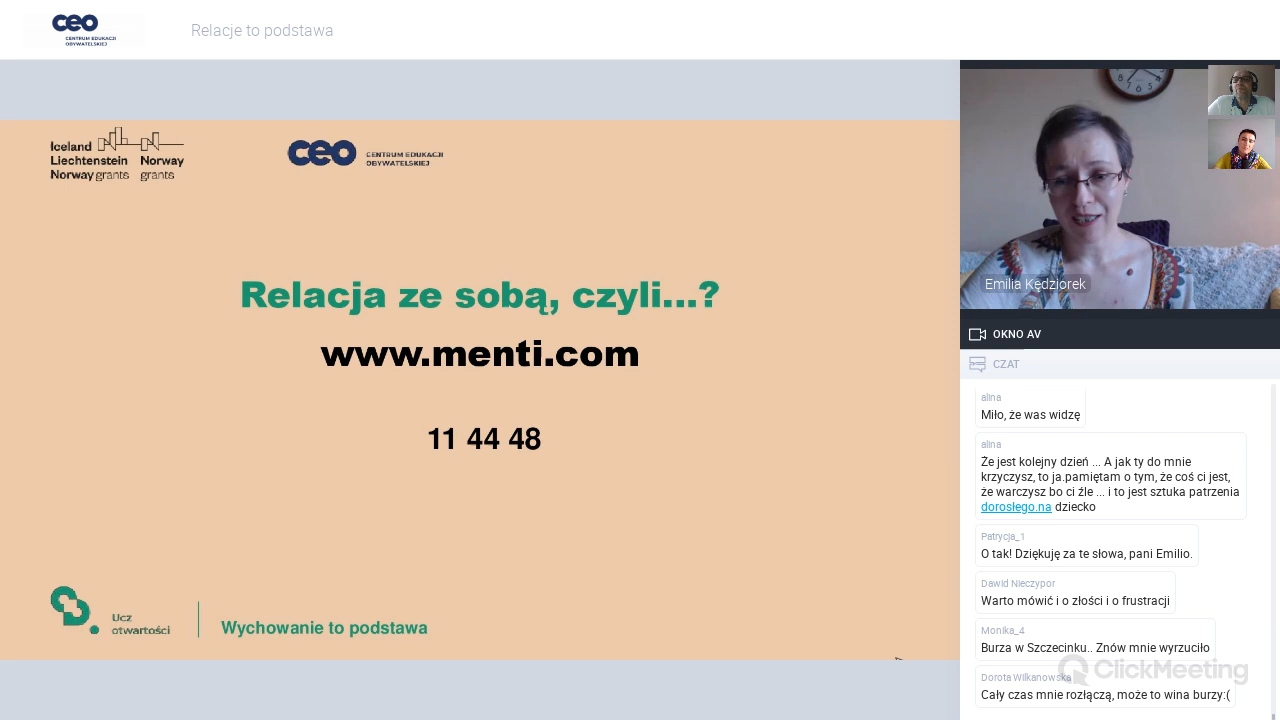 ceo
CENTRUM EDUKACJI
OBYWATELSKIEJ
Relacje to podstawa
Iceland
Liechtenstein
Norway grants
Norway
grants
ceo
CENTRUM EDUKACJI
OBYWATELSKIEJ
Relacja ze sobą, czyli...?
www.menti.com
11 44 48
Ucz
otwartości
Wychowanie to podstawa
Emilia Kędziorek
OKNO AV
CZAT
alina
Miło, że was widzę
alina
Że jest kolejny dzień ... A jak ty do mnie
krzyczysz, to ja.pamiętam o tym, że coś ci jest,
że warczysz bo ci źle ... i to jest sztuka patrzenia
dorosłego.na dziecko
Patrycja_1
O tak! Dziękuję za te słowa, pani Emilio.
Dawid Nieczypor
Warto mówić i o złości i o frustracji
Monika_4
Burza w Szczecinku.. Znów mnie wyrzuciło
Dorota Wilkanowska
Cały czas mnie rozłączą, może to wina burzy:(
ClickMeeting